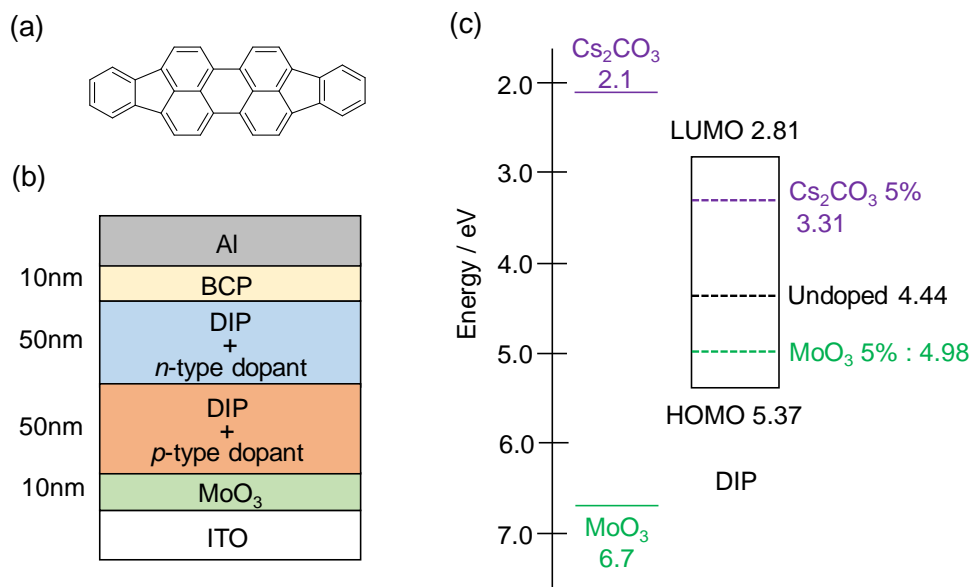 (a)
(b)
Al
10nm
BCP
50nm
DIP
+
n-type dopant
50nm
DIP
+
p-type dopant
10nm
MoO₃
ITO
(c)
Cs₂CO₃
2.1
2.0
LUMO 2.81
3.0
Cs₂CO₃ 5%
3.31
4.0
Energy / eV
Undoped 4.44
5.0
MoO₃ 5% : 4.98
HOMO 5.37
6.0
DIP
7.0
MoO₃
6.7